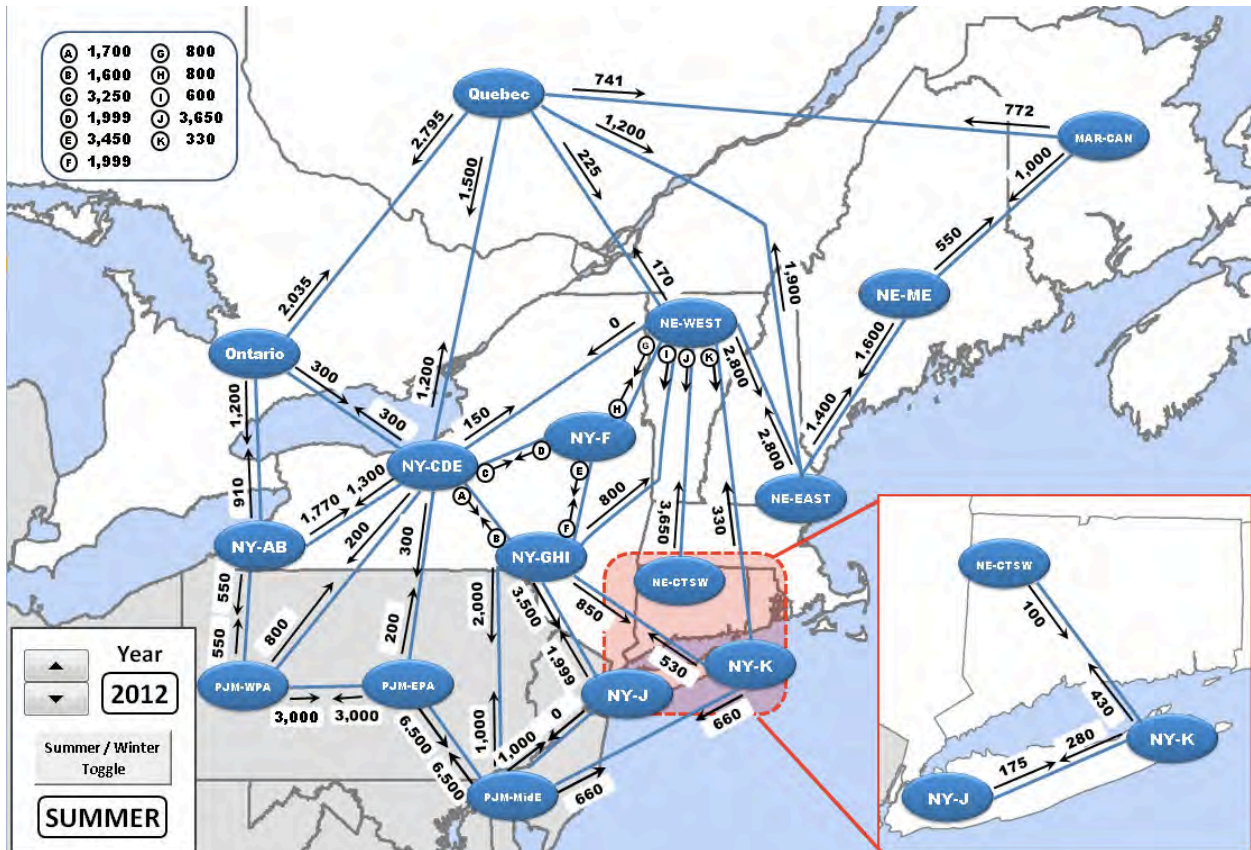 A 1,700 G 800
B 1,600 H 800
C 3,250 I 600
D 1,999 J 3,650
E 3,450 K 330
F 1,999
Quebec
741
772
MAR-CAN
2.795
1,500
1,200
225
1,000
550
170
1,900
NE-ME
2.035
NE-WEST
0
Ontario
G I J K
2,800
1,600
300
1,200
1,200
300
150
H
NY-F
1,400
2,800
NY-CDE
C D
E
1,300
1,770
A
910
800
NE-EAST
200
300
B
F
NY-AB
NY-GHI
3,650
330
550
2,000
3,500
850
NE-CTSW
550
800
200
1.999
530
NY-K
PJM-WPA
PJM-EPA
NY-J
3,000
3,000
660
6.500
1,000
0
1,000
6.500
PJM-MidE
660
Year
2012
Summer / Winter
Toggle
SUMMER
NE-CTSW
100
430
NY-K
280
175
NY-J